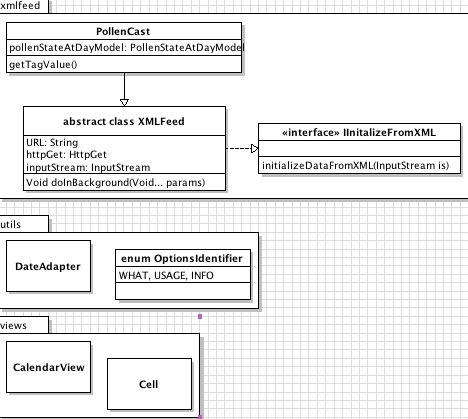 xmlfeed
PollenCast
pollenStateAtDayModel: PollenStateAtDayModel
getTagValue()
abstract class XMLFeed
URL: String
httpGet: HttpGet
inputStream: InputStream
Void doInBackground(Void... params)
«interface» IInitalizeFromXML
initializeDataFromXML(InputStream is)
utils
DateAdapter
enum OptionsIdentifier
WHAT, USAGE, INFO
views
CalendarView
Cell